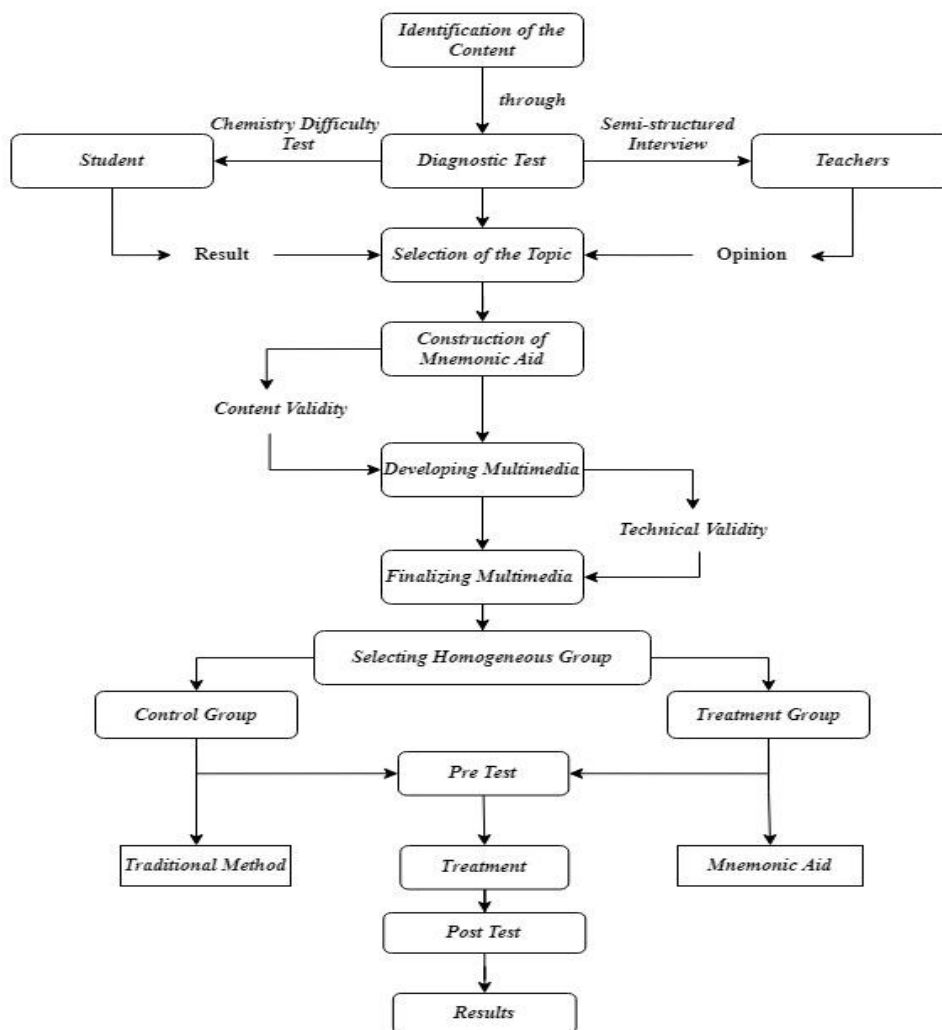 Identification of the
Content
through
Chemistry Difficulty
Test
Semi-structured
Interview
Student
Diagnostic Test
Teachers
Result
Selection of the Topic
Opinion
Construction of
Mnemonic Aid
Content Validity
Developing Multimedia
Technical Validity
Finalizing Multimedia
Selecting Homogeneous Group
Control Group
Treatment Group
Pre Test
Traditional Method
Treatment
Mnemonic Aid
Post Test
Results